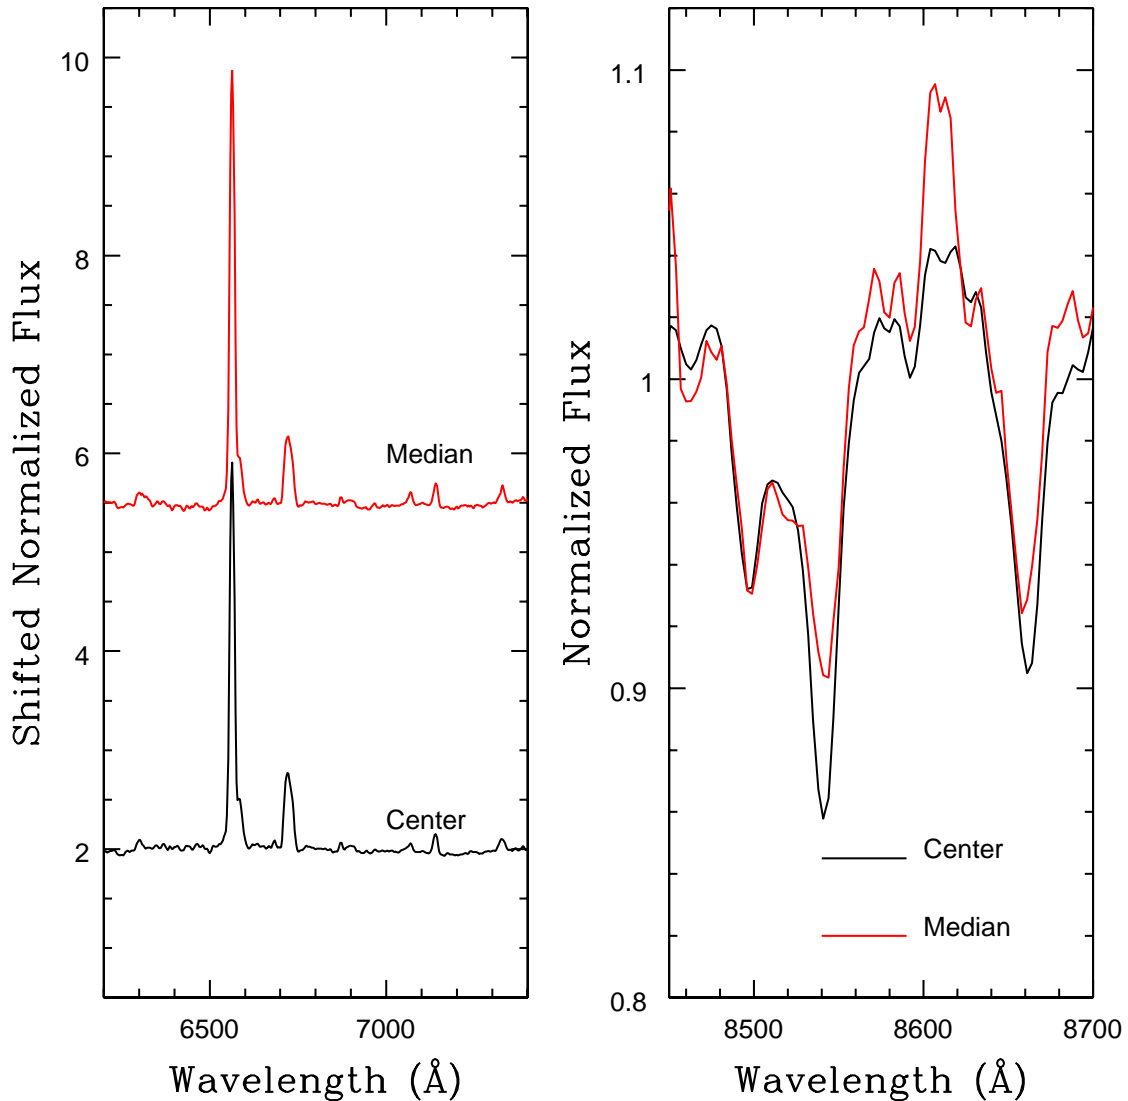 10
8
6
4
2
Shifted Normalized Flux
Median
Center
6500
7000
Wavelength (Å)
1.1
1
0.9
0.8
Normalized Flux
Center
Median
8500
8600
8700
Wavelength (Å)